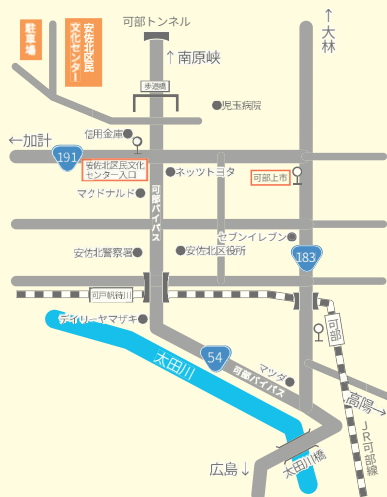 駐車場
安佐北区民
文化センター
可部トンネル
↑南原峡
↑大林
歩道橋
児玉病院
信用金庫
←加計
191
安佐北区民文化
センター入口
ネッツトヨタ
可部上市
マクドナルド
可部バイパス
セブンイレブン
安佐北警察署
安佐北区役所
183
可戸帆待川
デイリーヤマザキ
可部
太田川
54
マツダ
可部バイパス
高陽→
JR可部線
太田川橋
広島↓